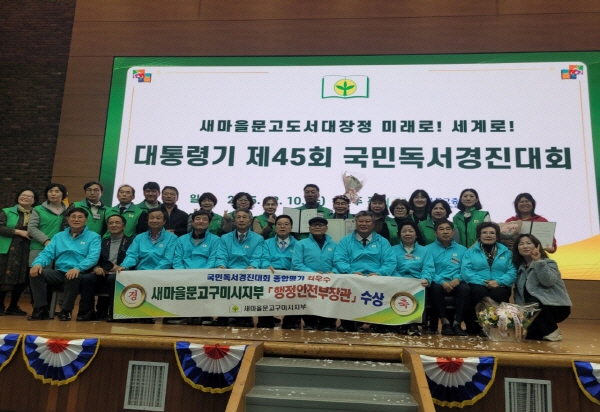 새마을문고도서대장정 미래로! 세계로!
대통령기 제45회 국민독서경진대회
국민독서경진대회 종합평가 최우수
경 새마을문고구미시지부 「행정안전부장관」 수상 축
새마을문고구미시지부